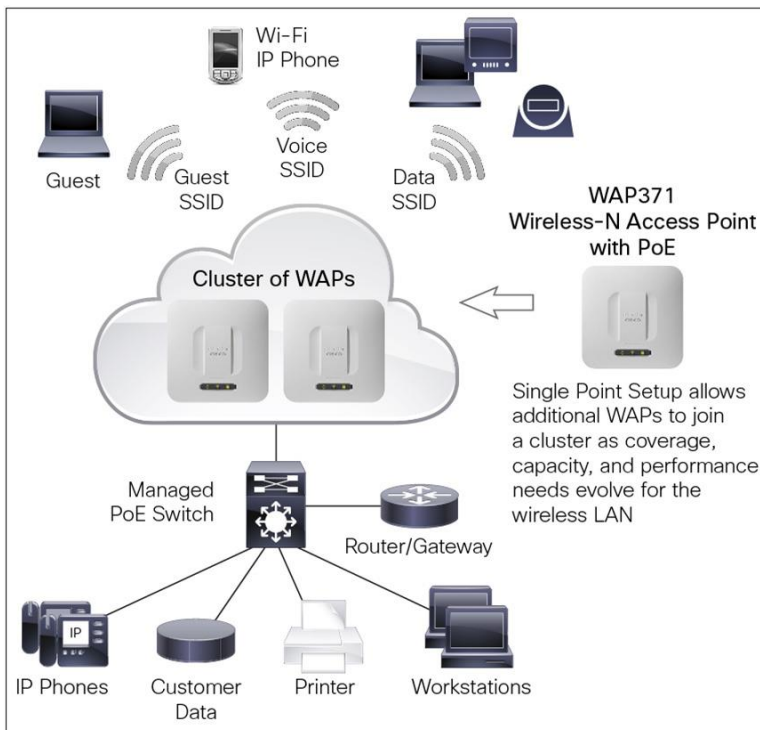 Wi-Fi
IP Phone
Guest
Guest
SSID
Voice
SSID
Data
SSID
WAP371
Wireless-N Access Point
with PoE
Cluster of WAPs
Single Point Setup allows
additional WAPs to join
a cluster as coverage,
capacity, and performance
needs evolve for the
wireless LAN
Managed
PoE Switch
Router/Gateway
IP
IP Phones
Customer
Data
Printer
Workstations